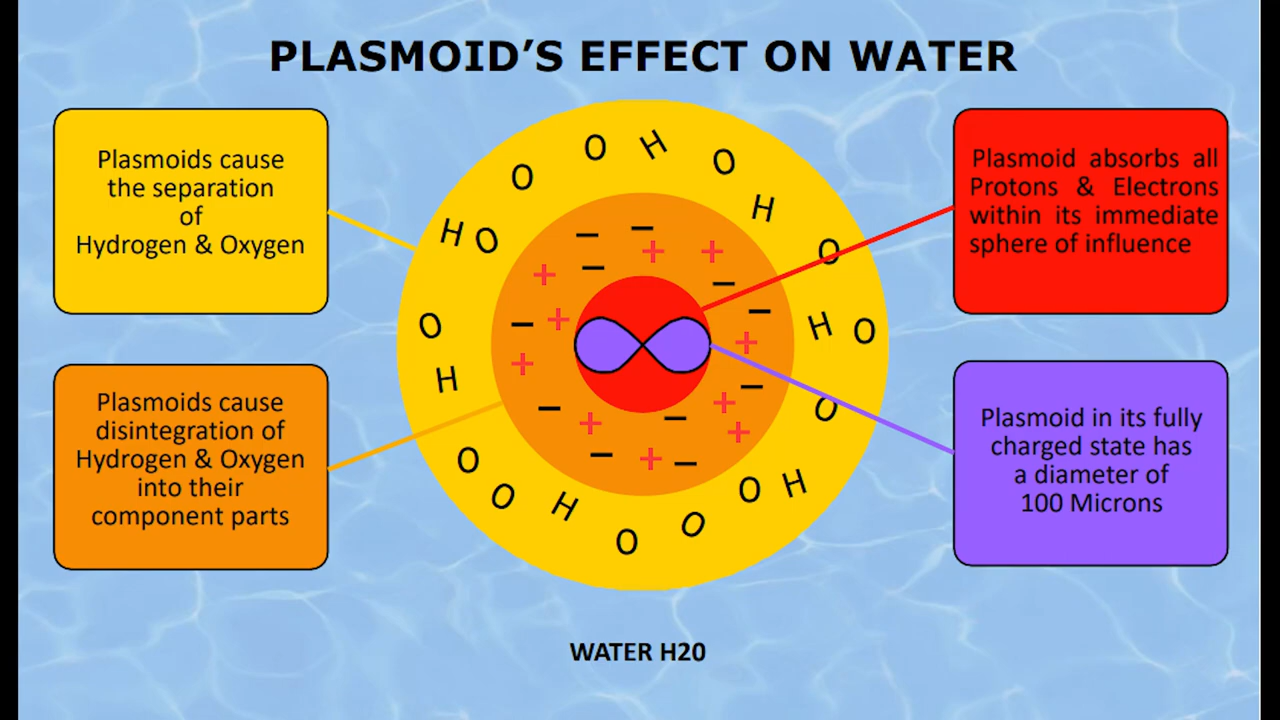 PLASMOID’S EFFECT ON WATER
Plasmoids cause
the separation
of
Hydrogen & Oxygen
Plasmoid absorbs all
Protons & Electrons
within its immediate
sphere of influence
Plasmoids cause
disintegration of
Hydrogen & Oxygen
into their
component parts
Plasmoid in its fully
charged state has
a diameter of
100 Microns
O H O
O
H
H O
O
O
H O
H
O
O
O H
O H
O
O
− −
+ +
−
+
−
−
− +
+
+
−
− +
+ −
+
− + −
WATER H20